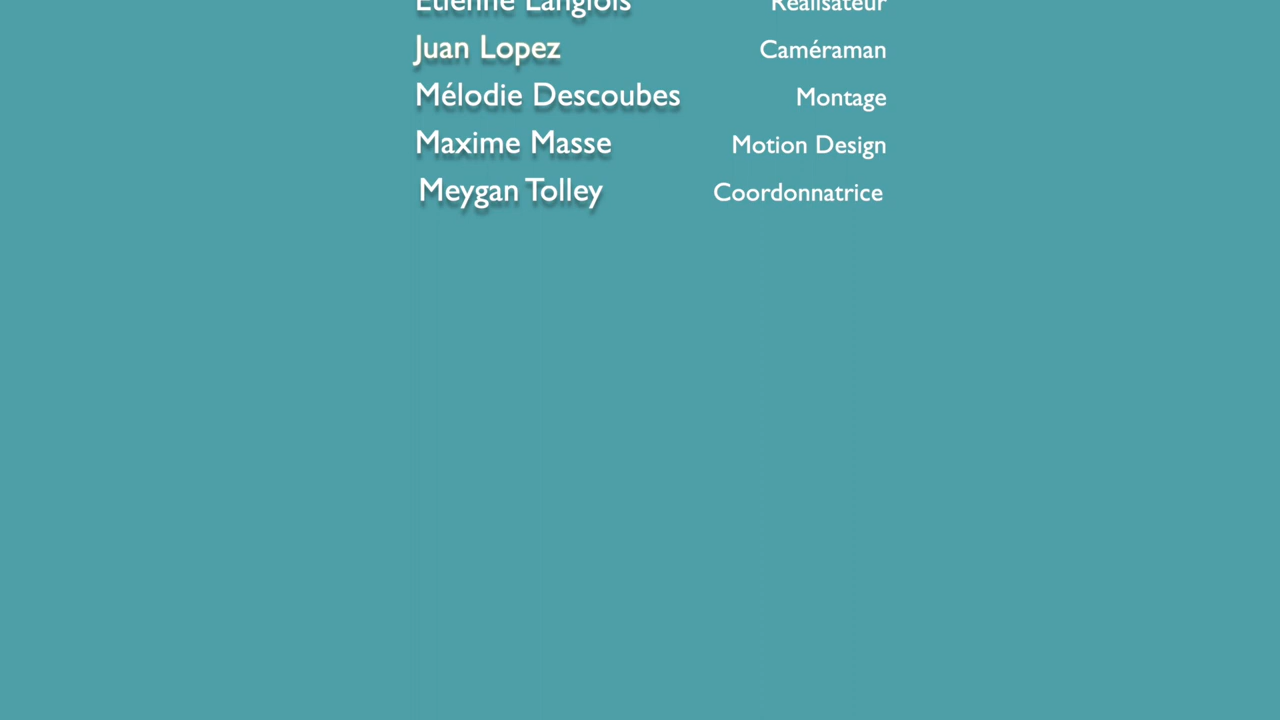 Etienne Langlois Réalisateur
Juan Lopez Caméraman
Mélodie Descoubes Montage
Maxime Masse Motion Design
Meygan Tolley Coordonnatrice